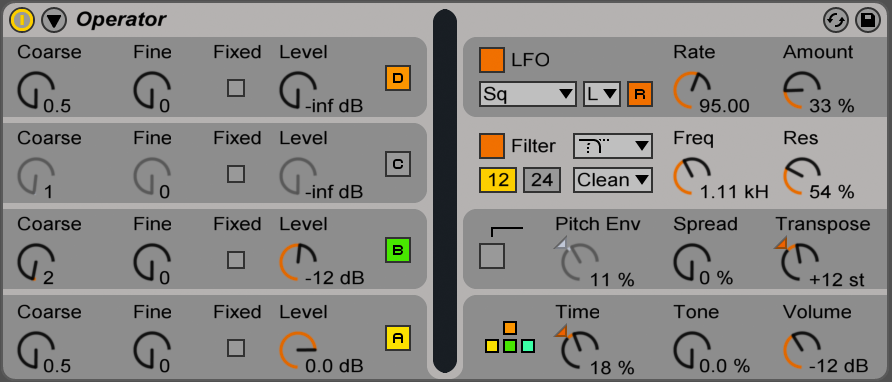 Operator
Coarse Fine Fixed Level
0.5 0 -inf dB D
Coarse Fine Fixed Level
1 0 -inf dB C
Coarse Fine Fixed Level
2 0 -12 dB B
Coarse Fine Fixed Level
0.5 0 0.0 dB A
LFO Rate Amount
Sq L R 95.00 33 %
Filter Freq Res
12 24 Clean 1.11 kH 54 %
Pitch Env Spread Transpose
11 % 0 % +12 st
Time Tone Volume
18 % 0.0 % -12 dB